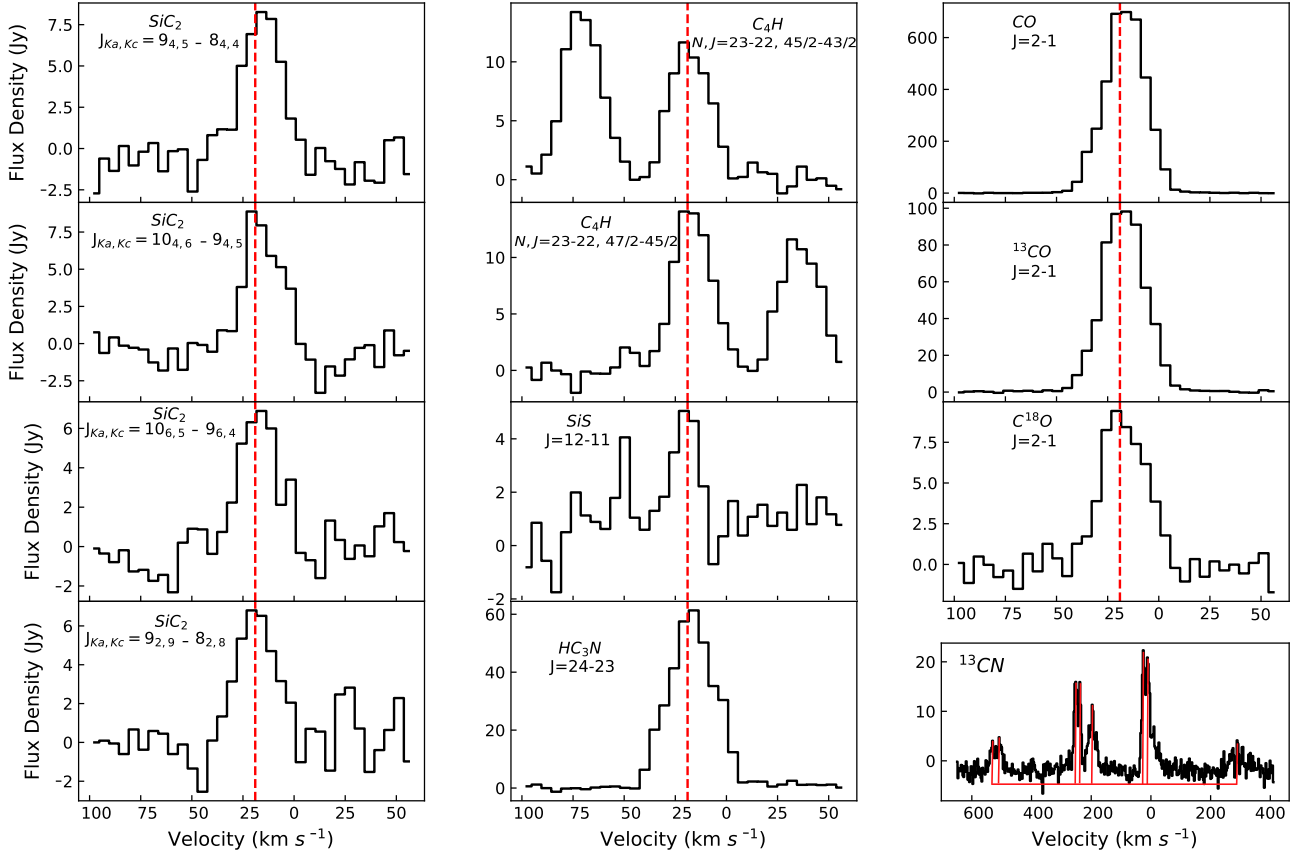 Flux Density (Jy)
7.5
5.0
2.5
0.0
−2.5
SiC₂
J_Ka,Kc = 9₄,₅ – 8₄,₄
Flux Density (Jy)
7.5
5.0
2.5
0.0
−2.5
SiC₂
J_Ka,Kc = 10₄,₆ – 9₄,₅
Flux Density (Jy)
6
4
2
0
−2
SiC₂
J_Ka,Kc = 10₆,₅ – 9₆,₄
Flux Density (Jy)
6
4
2
0
−2
SiC₂
J_Ka,Kc = 9₂,₉ – 8₂,₈
100 75 50 25 0 25 50
Velocity (km s⁻¹)
10
5
0
C₄H
N, J=23-22, 45/2-43/2
10
5
0
C₄H
N, J=23-22, 47/2-45/2
4
2
0
−2
SiS
J=12-11
60
40
20
0
HC₃N
J=24-23
100 75 50 25 0 25 50
Velocity (km s⁻¹)
600
400
200
0
CO
J=2-1
100
80
60
40
20
0
¹³CO
J=2-1
7.5
5.0
2.5
0.0
C¹⁸O
J=2-1
100 75 50 25 0 25 50
20
10
0
¹³CN
600 400 200 0 200 400
Velocity (km s⁻¹)